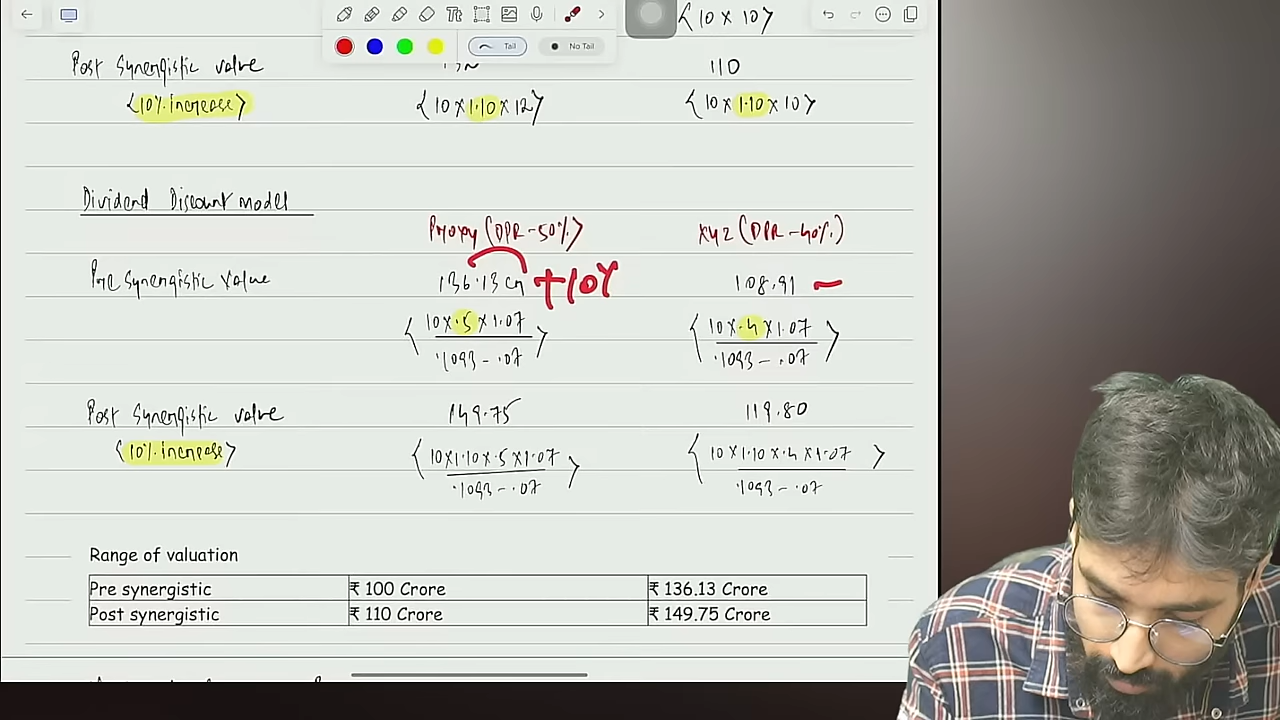 Tt
Tail
No Tail
⟨10 × 10⟩
Post Synergistic value 110
⟨10% increase⟩ ⟨10 × 1.10 × 12⟩ ⟨10 × 1.10 × 10⟩
Dividend Discount model
Proxy (DPR-50%) XYZ (DPR-40%)
Pre Synergistic Value 136.13 cr +10% 108.91 –
⟨10 × .5 × 1.07 ⟨10 × .4 × 1.07
.1093 - .07⟩ .1093 - .07⟩
Post Synergistic value 149.75 119.80
⟨10% increase⟩ ⟨10×1.10×.5×1.07 ⟨10×1.10×.4×1.07
.1093 - .07⟩ .1093 - .07⟩
Range of valuation
Pre synergistic ₹ 100 Crore ₹ 136.13 Crore
Post synergistic ₹ 110 Crore ₹ 149.75 Crore